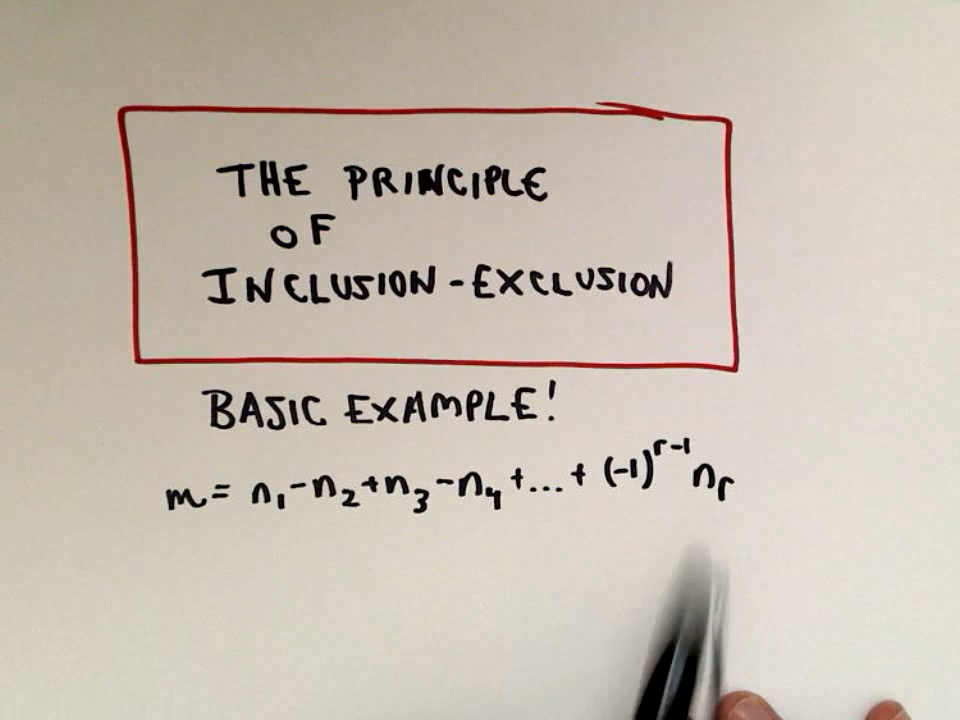 THE PRINCIPLE
OF
INCLUSION-EXCLUSION
BASIC EXAMPLE!
m = n₁ - n₂ + n₃ - n₄ + ... + (-1)ʳ⁻¹ nᵣ